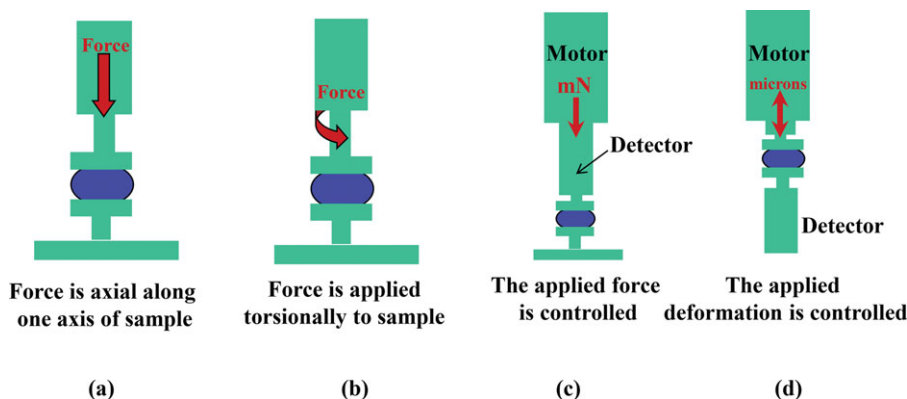 Force
Force is axial along
one axis of sample
(a)
Force
Force is applied
torsionally to sample
(b)
Motor
mN
Detector
The applied force
is controlled
(c)
Motor
microns
Detector
The applied
deformation is controlled
(d)